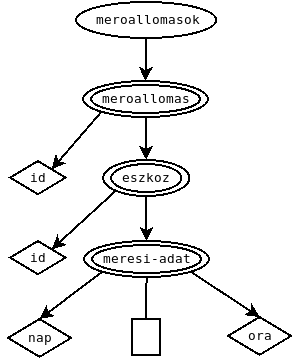 meroallomasok
meroallomas
id
eszkoz
id
meresi-adat
nap
ora